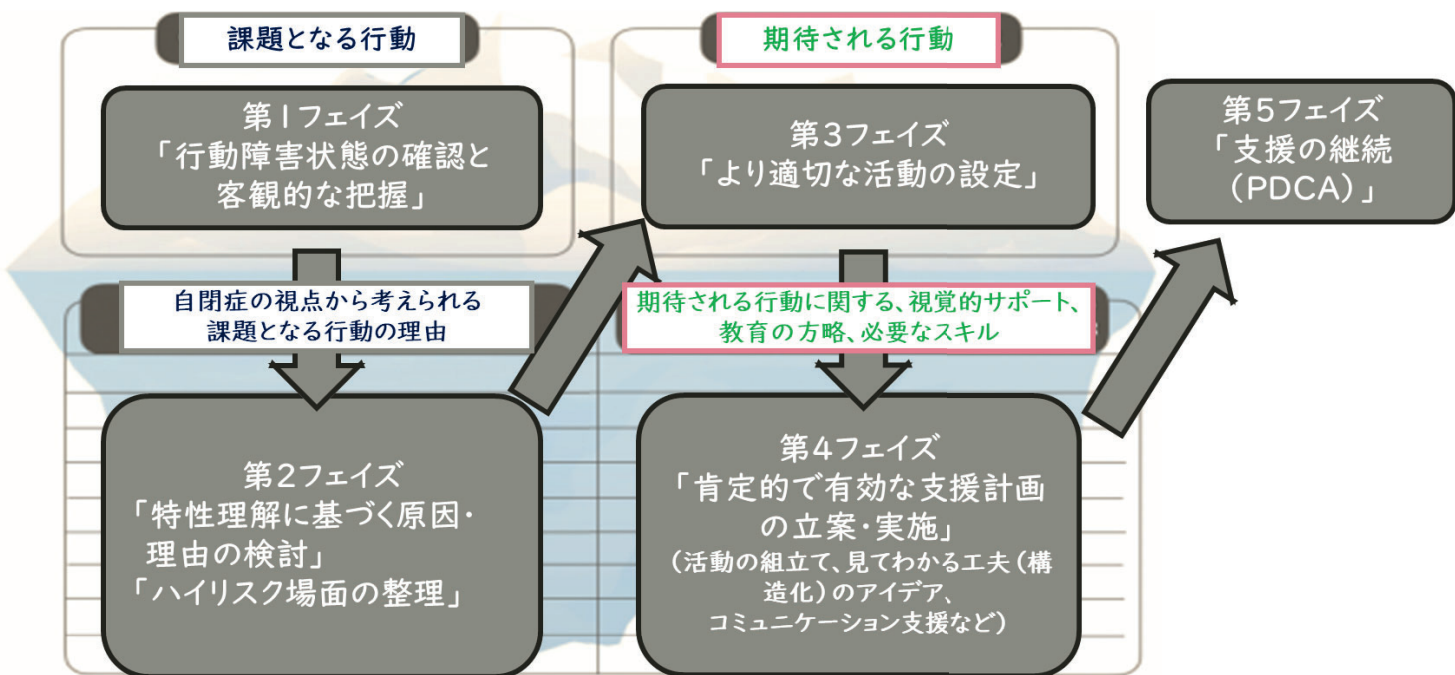 課題となる行動
第1フェイズ
「行動障害状態の確認と
客観的な把握」
自閉症の視点から考えられる
課題となる行動の理由
第2フェイズ
「特性理解に基づく原因・
理由の検討」
「ハイリスク場面の整理」
期待される行動
第3フェイズ
「より適切な活動の設定」
期待される行動に関する、視覚的サポート、
教育の方略、必要なスキル
第4フェイズ
「肯定的で有効な支援計画
の立案・実施」
(活動の組立て、見てわかる工夫(構
造化)のアイデア、
コミュニケーション支援など)
第5フェイズ
「支援の継続
(PDCA)」